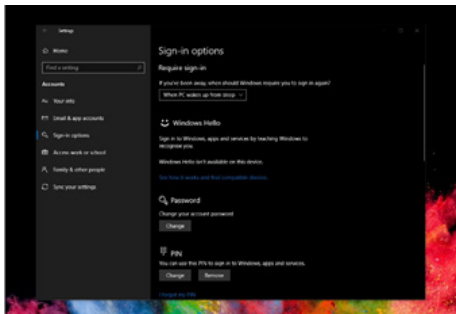 Settings
Home
Find a setting
Accounts
Your info
Email & app accounts
Sign-in options
Access work or school
Family & other people
Sync your settings
Sign-in options
Require sign-in
If you've been away, when should Windows require you to sign in again?
When PC wakes up from sleep
Windows Hello
Sign in to Windows, apps and services by teaching Windows to
recognise you.
Windows Hello isn't available on this device.
See how it works and find compatible devices.
Password
Change your account password
Change
PIN
You can use this PIN to sign in to Windows, apps and services.
Change Remove
I forgot my PIN